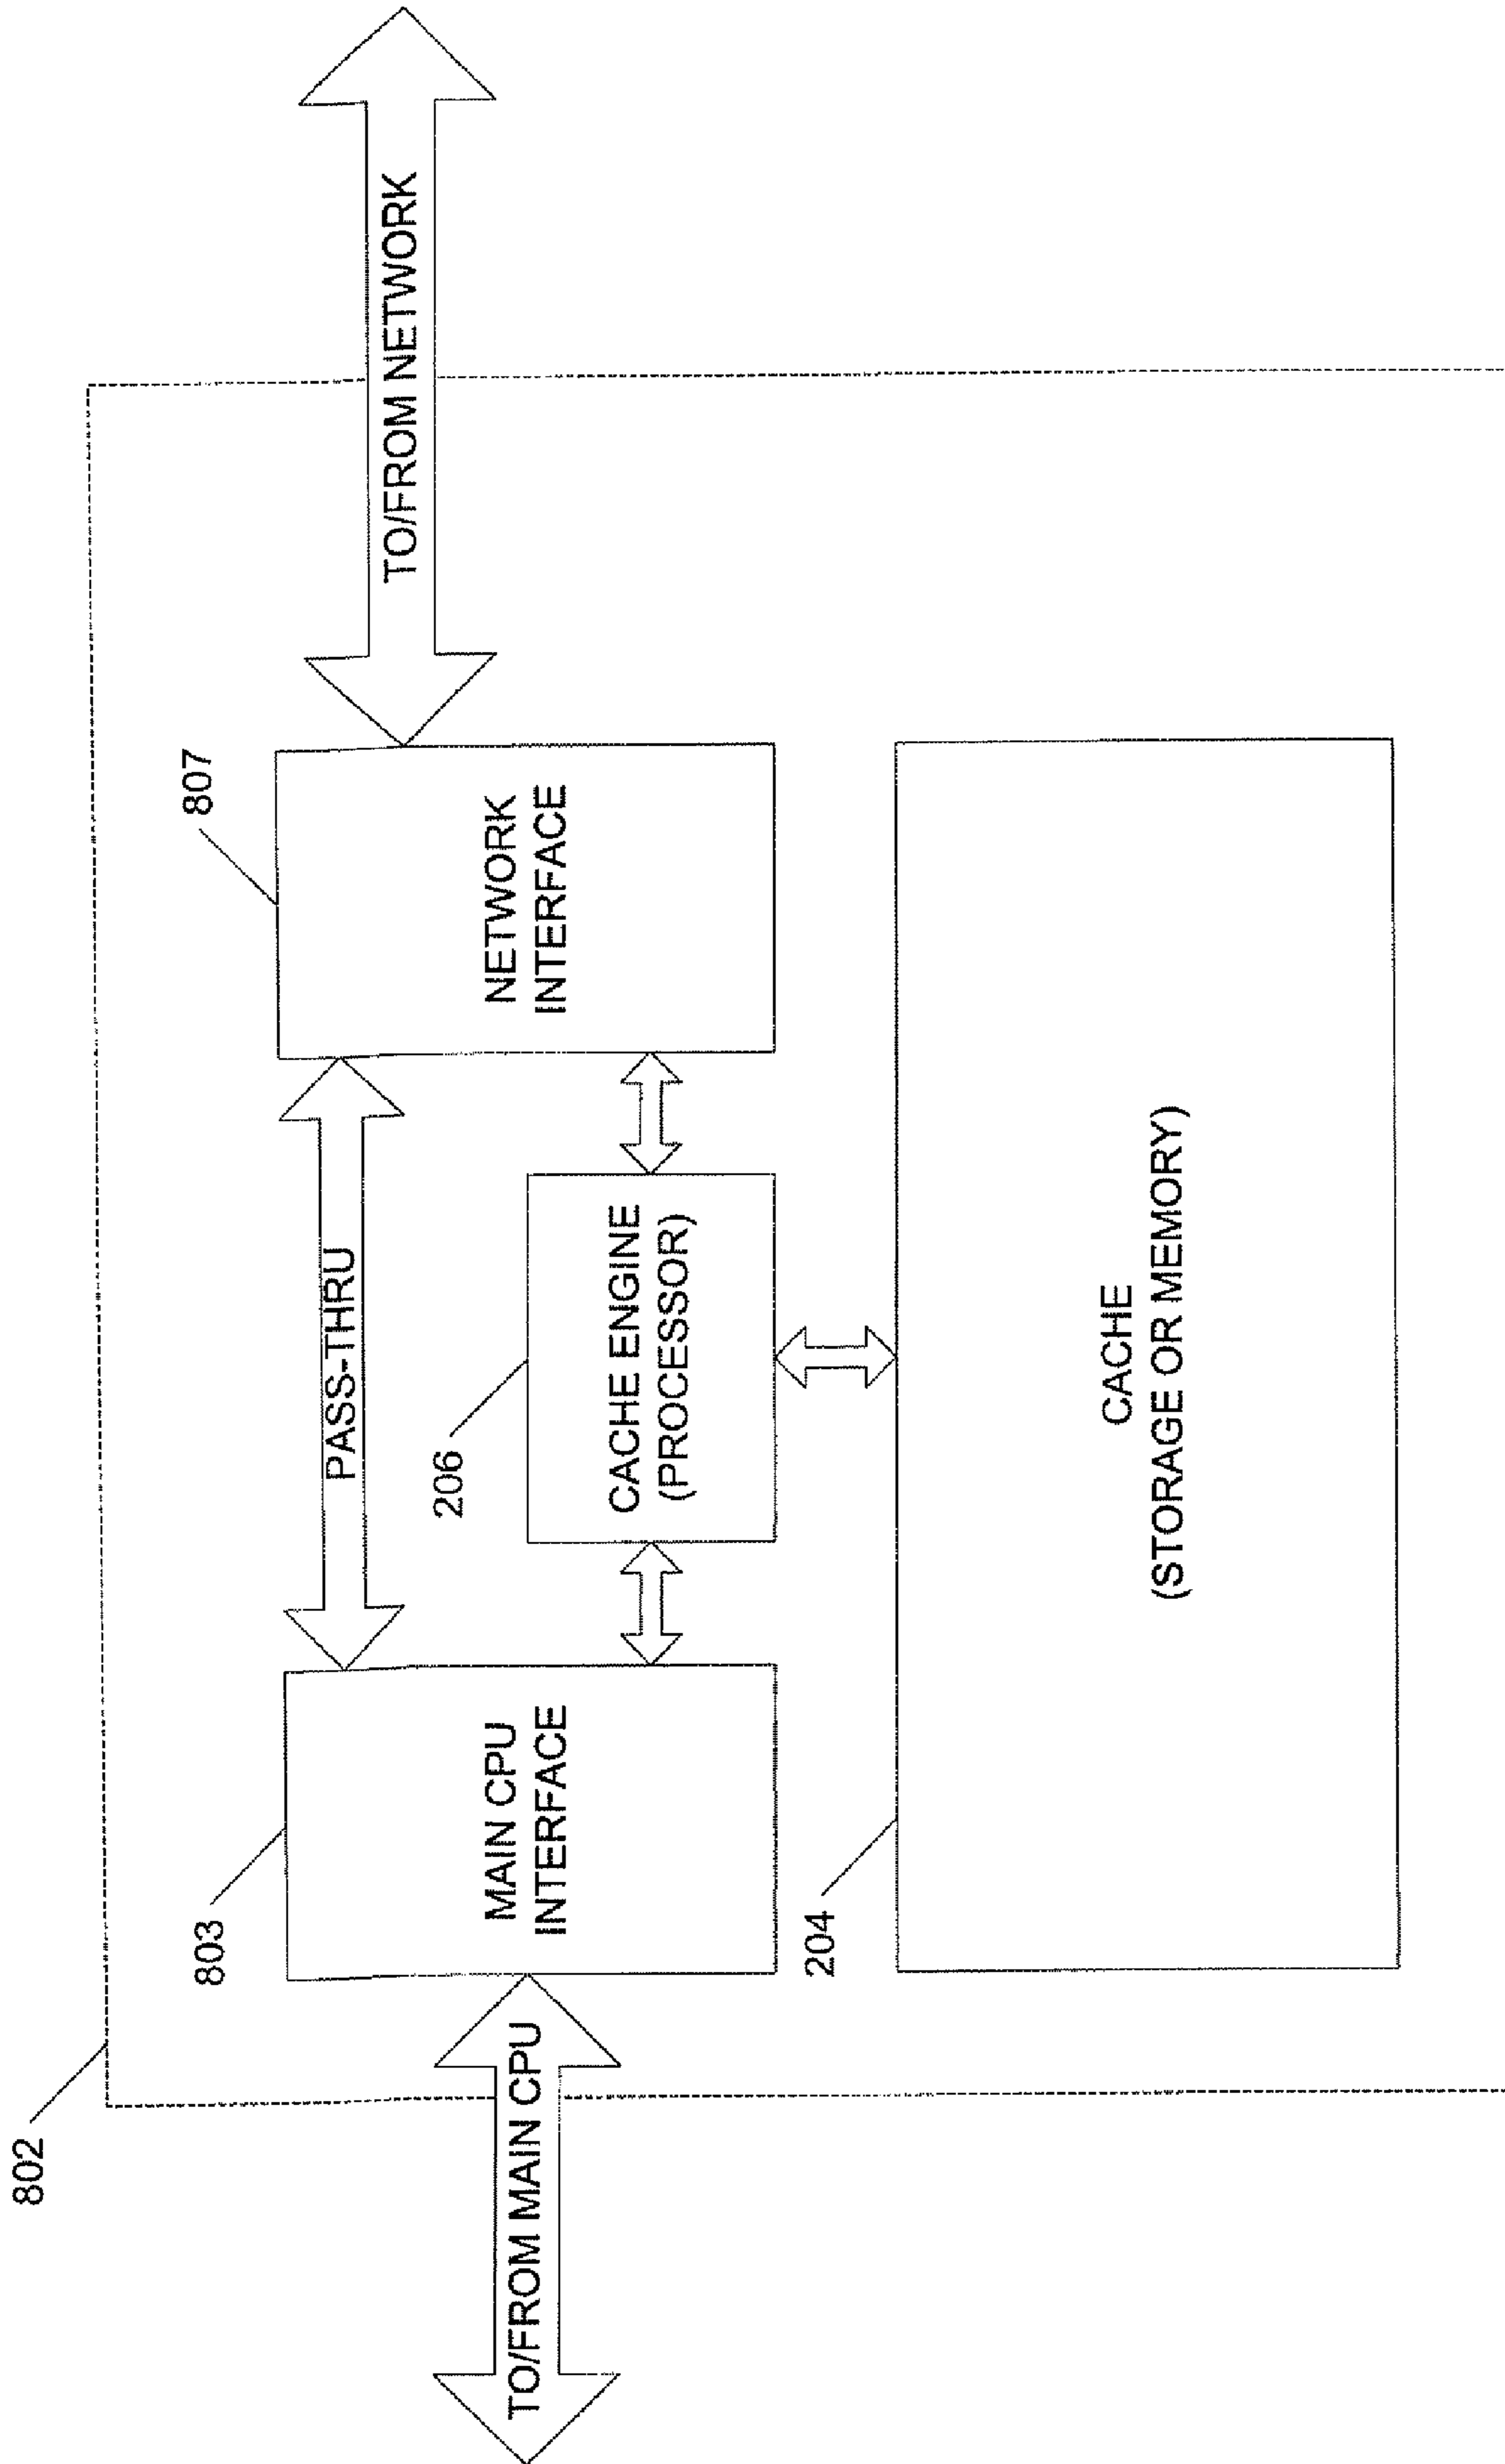 802
803
807
MAIN CPU
INTERFACE
NETWORK
INTERFACE
PASS-THRU
TO/FROM NETWORK
TO/FROM MAIN CPU
206
CACHE ENGINE
(PROCESSOR)
204
CACHE
(STORAGE OR MEMORY)